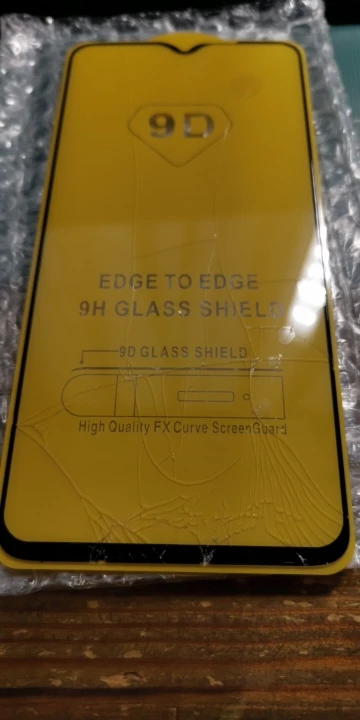 9D
EDGE TO EDGE
9H GLASS SHIELD
9D GLASS SHIELD
High Quality FX Curve ScreenGuard